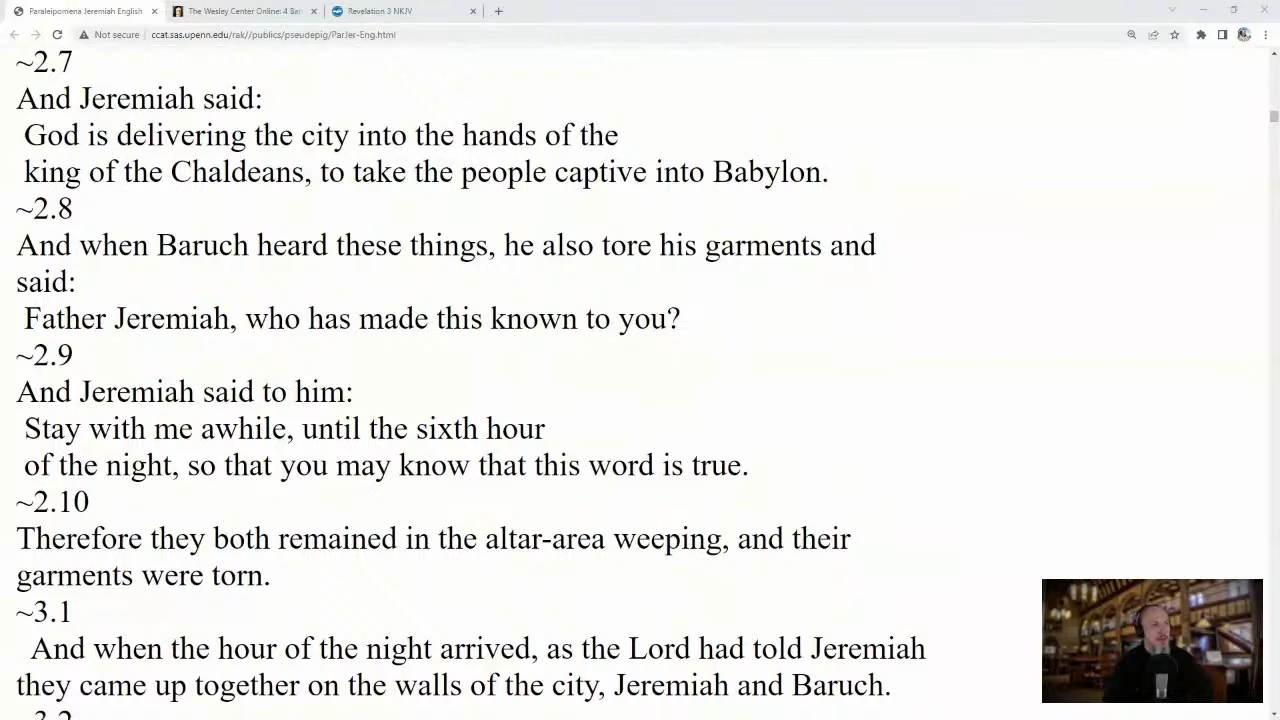 Paraleipomena Jeremiah English
The Wesley Center Online: 4 Bar
Revelation 3 NKJV
Not secure
ccat.sas.upenn.edu/rak//publics/pseudepig/ParJer-Eng.html
~2.7
And Jeremiah said:
God is delivering the city into the hands of the
king of the Chaldeans, to take the people captive into Babylon.
~2.8
And when Baruch heard these things, he also tore his garments and
said:
Father Jeremiah, who has made this known to you?
~2.9
And Jeremiah said to him:
Stay with me awhile, until the sixth hour
of the night, so that you may know that this word is true.
~2.10
Therefore they both remained in the altar-area weeping, and their
garments were torn.
~3.1
And when the hour of the night arrived, as the Lord had told Jeremiah
they came up together on the walls of the city, Jeremiah and Baruch.
~3.2